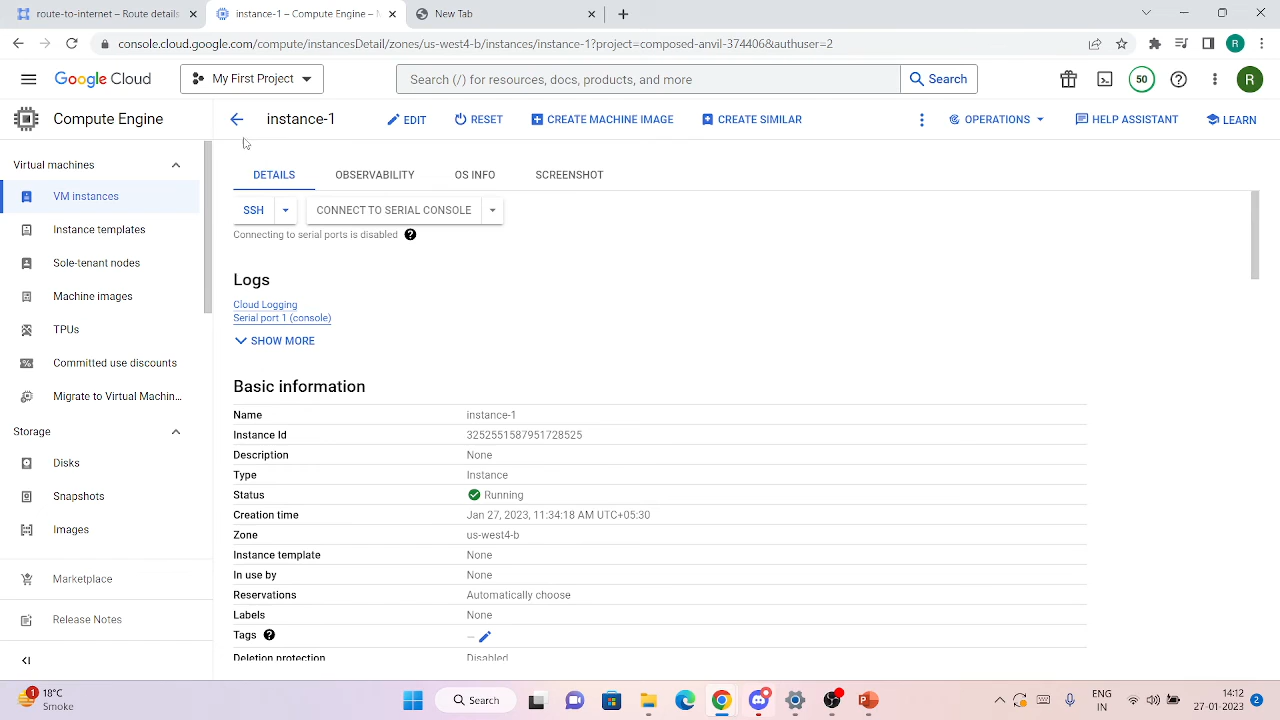 route-to-internet – Route details
instance-1 – Compute Engine –
New Tab
console.cloud.google.com/compute/instancesDetail/zones/us-west4-b/instances/instance-1?project=composed-anvil-374406&authuser=2
R
Google Cloud
My First Project
Search (/) for resources, docs, products, and more
Search
50
R
Compute Engine
instance-1
EDIT
RESET
CREATE MACHINE IMAGE
CREATE SIMILAR
OPERATIONS
HELP ASSISTANT
LEARN
Virtual machines
VM instances
Instance templates
Sole-tenant nodes
Machine images
TPUs
Committed use discounts
Migrate to Virtual Machin...
Storage
Disks
Snapshots
Images
Marketplace
Release Notes
DETAILS
OBSERVABILITY
OS INFO
SCREENSHOT
SSH
CONNECT TO SERIAL CONSOLE
Connecting to serial ports is disabled
Logs
Cloud Logging
Serial port 1 (console)
SHOW MORE
Basic information
Name instance-1
Instance Id 3252551587951728525
Description None
Type Instance
Status Running
Creation time Jan 27, 2023, 11:34:18 AM UTC+05:30
Zone us-west4-b
Instance template None
In use by None
Reservations Automatically choose
Labels None
Tags —
Deletion protection Disabled
1
18°C
Smoke
Search
ENG
IN
14:12
27-01-2023
2